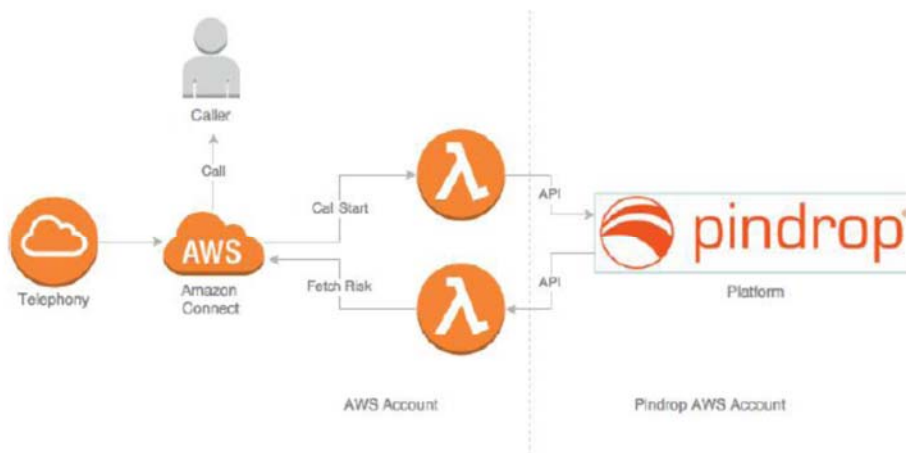 Caller
Call
Call Start
API
AWS
pindrop®
Telephony
Amazon
Connect
Fetch Risk
API
Platform
AWS Account
Pindrop AWS Account